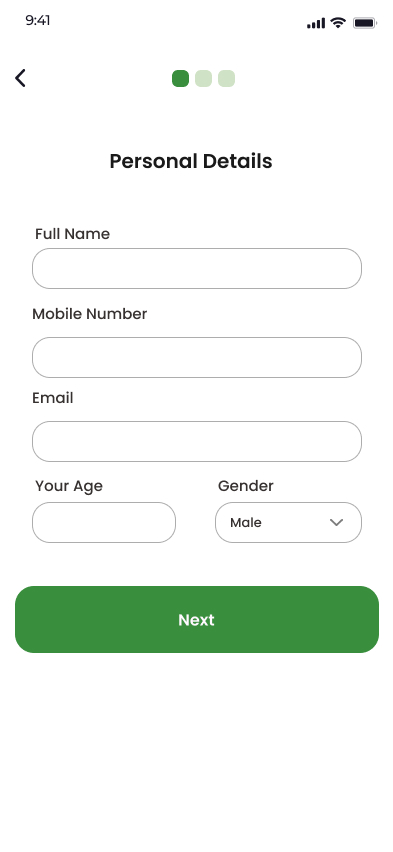 9:41
Personal Details
Full Name
Mobile Number
Email
Your Age Gender
Male
Next